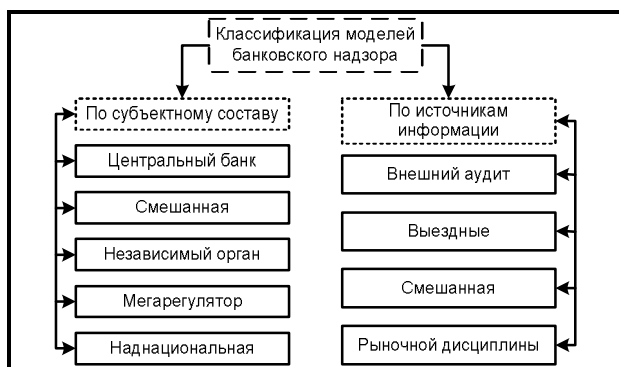 Классификация моделей
банковского надзора
По субъектному составу
Центральный банк
Смешанная
Независимый орган
Мегарегулятор
Наднациональная
По источникам
информации
Внешний аудит
Выездные
Смешанная
Рыночной дисциплины